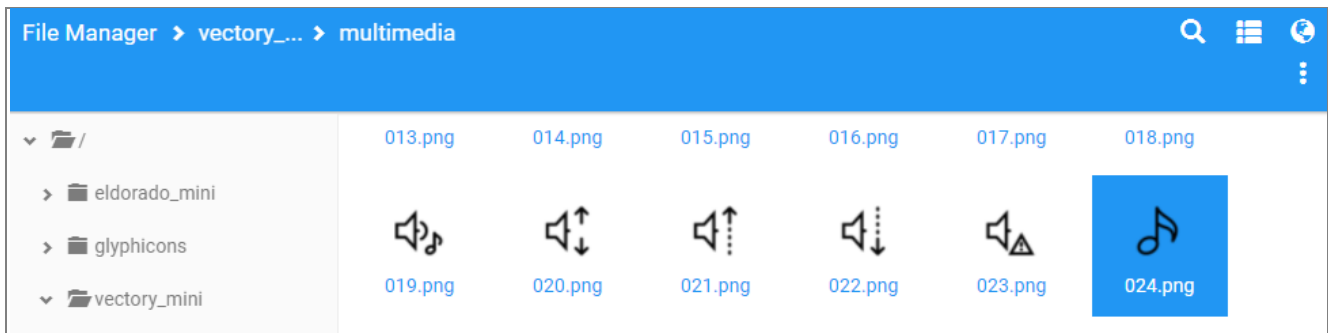 File Manager > vectory_... > multimedia
/
eldorado_mini
glyphicons
vectory_mini
013.png 014.png 015.png 016.png 017.png 018.png
019.png 020.png 021.png 022.png 023.png 024.png